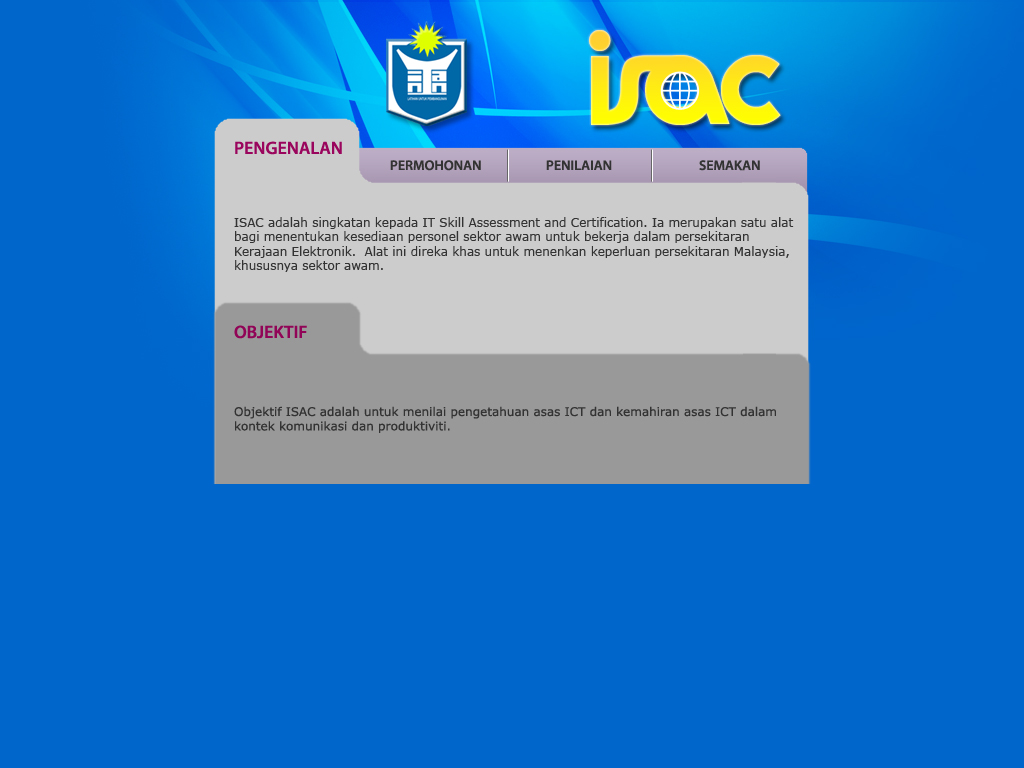 isac
PENGENALAN
PERMOHONAN PENILAIAN SEMAKAN
ISAC adalah singkatan kepada IT Skill Assessment and Certification. Ia merupakan satu alat
bagi menentukan kesediaan personel sektor awam untuk bekerja dalam persekitaran
Kerajaan Elektronik.  Alat ini direka khas untuk menenkan keperluan persekitaran Malaysia,
khususnya sektor awam.
OBJEKTIF
Objektif ISAC adalah untuk menilai pengetahuan asas ICT dan kemahiran asas ICT dalam
kontek komunikasi dan produktiviti.